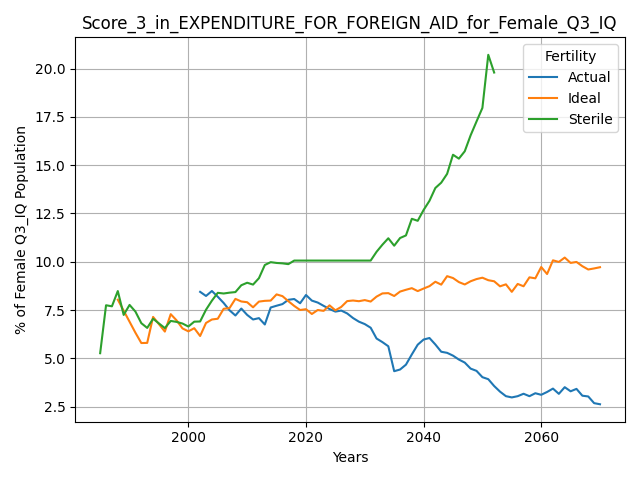 Score_3_in_EXPENDITURE_FOR_FOREIGN_AID_for_Female_Q3_IQ
Fertility
Actual
Ideal
Sterile
% of Female Q3_IQ Population
20.0
17.5
15.0
12.5
10.0
7.5
5.0
2.5
2000
2020
2040
2060
Years